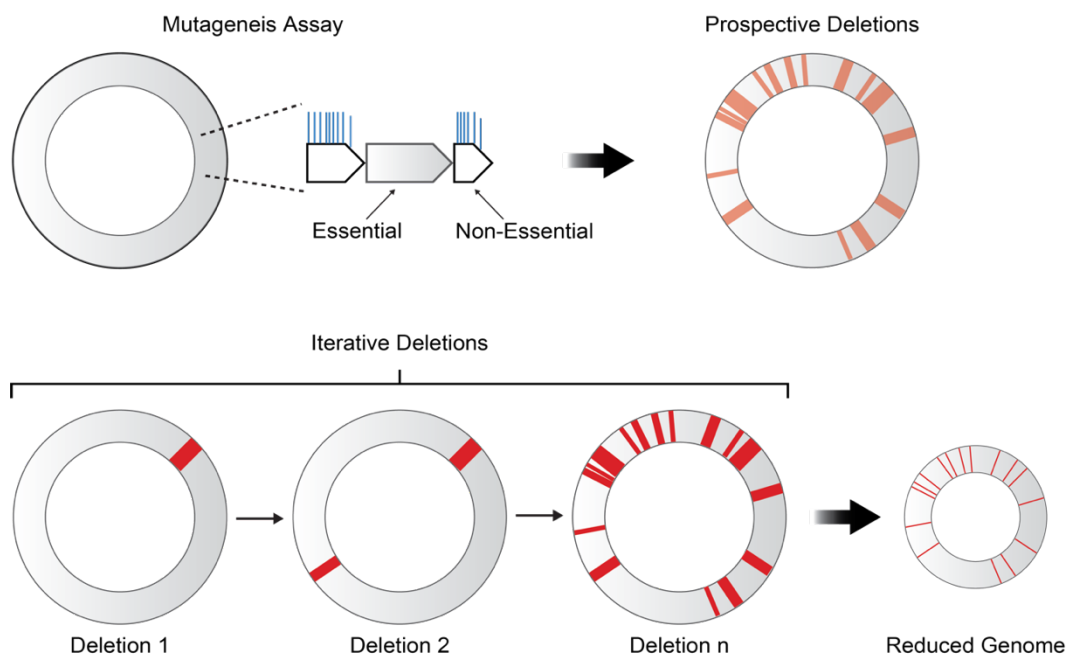 Mutageneis Assay
Prospective Deletions
Essential
Non-Essential
Iterative Deletions
Deletion 1
Deletion 2
Deletion n
Reduced Genome